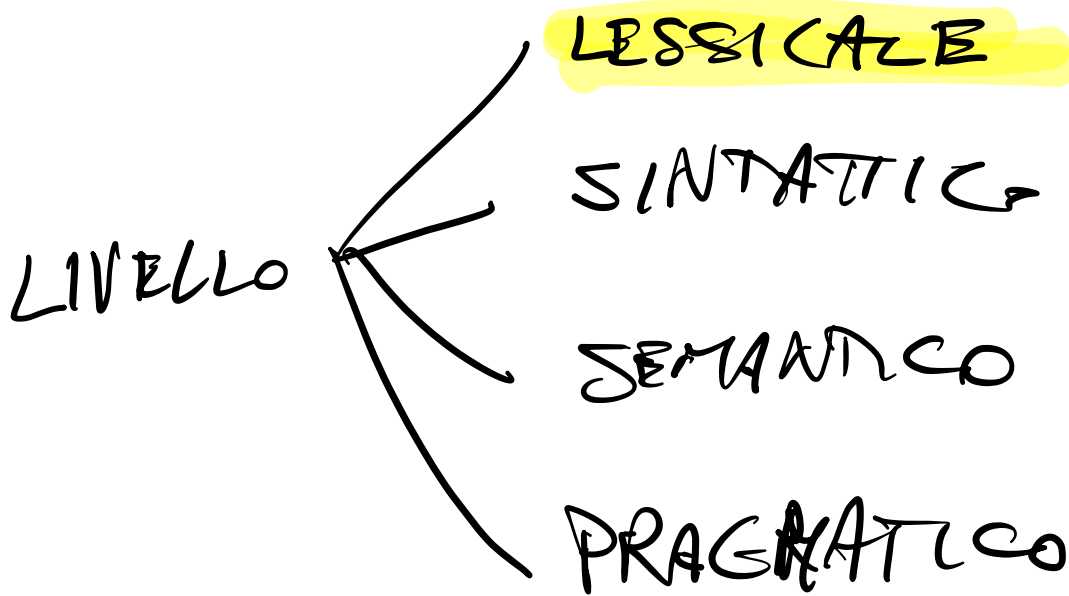 LESSICALE
SINTATTICO
LIVELLO
SEMANTICO
PRAGMATICO